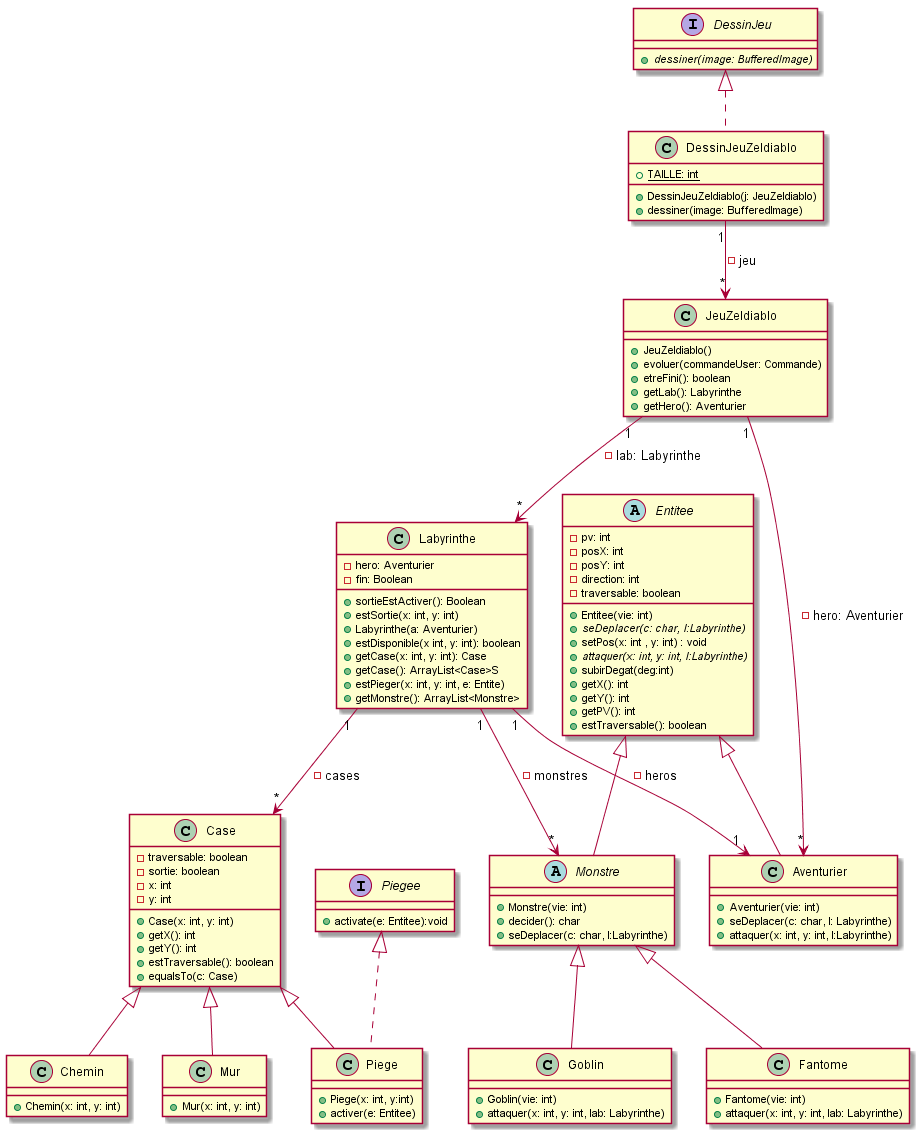 I DessinJeu
dessiner(image: BufferedImage)
C DessinJeuZeldiablo
TAILLE: int
DessinJeuZeldiablo(j: JeuZeldiablo)
dessiner(image: BufferedImage)
1
jeu
*
C JeuZeldiablo
JeuZeldiablo()
evoluer(commandeUser: Commande)
etreFini(): boolean
getLab(): Labyrinthe
getHero(): Aventurier
1
1
lab: Labyrinthe
*
A Entitee
pv: int
posX: int
posY: int
direction: int
traversable: boolean
Entitee(vie: int)
seDeplacer(c: char, l:Labyrinthe)
setPos(x: int , y: int) : void
attaquer(x: int, y: int, l:Labyrinthe)
subirDegat(deg:int)
getX(): int
getY(): int
getPV(): int
estTraversable(): boolean
C Labyrinthe
hero: Aventurier
fin: Boolean
sortieEstActiver(): Boolean
estSortie(x: int, y: int)
Labyrinthe(a: Aventurier)
estDisponible(x int, y: int): boolean
getCase(x: int, y: int): Case
getCase(): ArrayList<Case>S
estPieger(x: int, y: int, e: Entite)
getMonstre(): ArrayList<Monstre>
hero: Aventurier
1
1
1
cases
monstres
heros
*
*
1
*
C Case
traversable: boolean
sortie: boolean
x: int
y: int
Case(x: int, y: int)
getX(): int
getY(): int
estTraversable(): boolean
equalsTo(c: Case)
I Piegee
activate(e: Entitee):void
A Monstre
Monstre(vie: int)
decider(): char
seDeplacer(c: char, l:Labyrinthe)
C Aventurier
Aventurier(vie: int)
seDeplacer(c: char, l: Labyrinthe)
attaquer(x: int, y: int, l:Labyrinthe)
C Chemin
Chemin(x: int, y: int)
C Mur
Mur(x: int, y: int)
C Piege
Piege(x: int, y:int)
activer(e: Entitee)
C Goblin
Goblin(vie: int)
attaquer(x: int, y: int, lab: Labyrinthe)
C Fantome
Fantome(vie: int)
attaquer(x: int, y: int, lab: Labyrinthe)